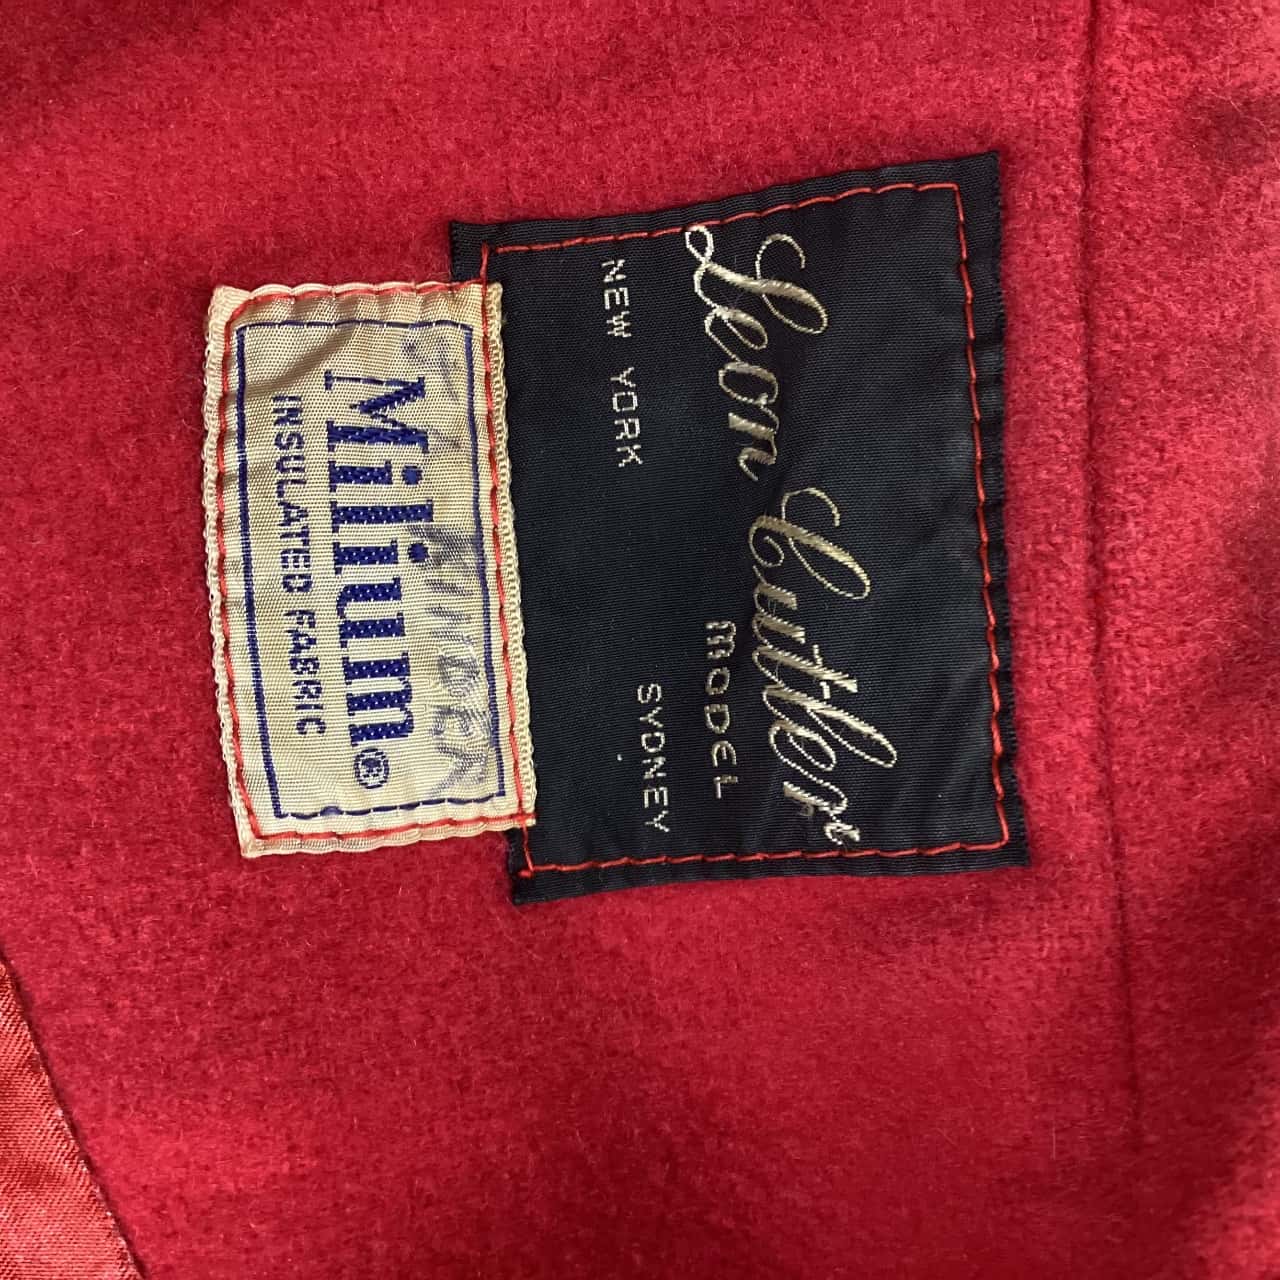 Leon Cutler
MODEL
NEW YORK
SYDNEY
Milium®
INSULATED FABRIC